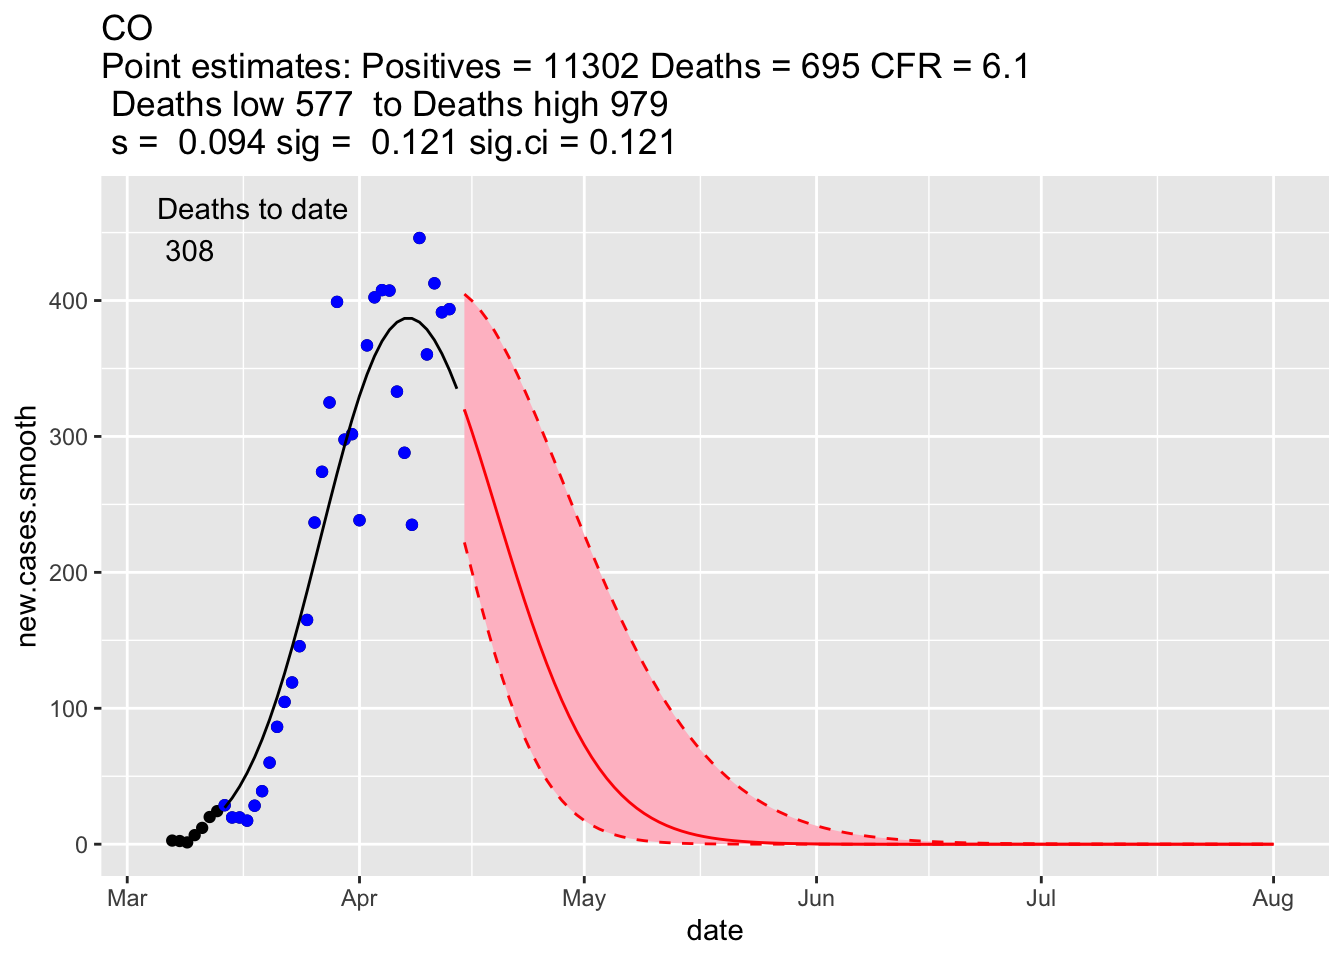 CO
Point estimates: Positives = 11302 Deaths = 695 CFR = 6.1
Deaths low 577  to Deaths high 979
s =  0.094 sig =  0.121 sig.ci = 0.121
Deaths to date
308
400
300
200
100
0
new.cases.smooth
Mar Apr May Jun Jul Aug
date